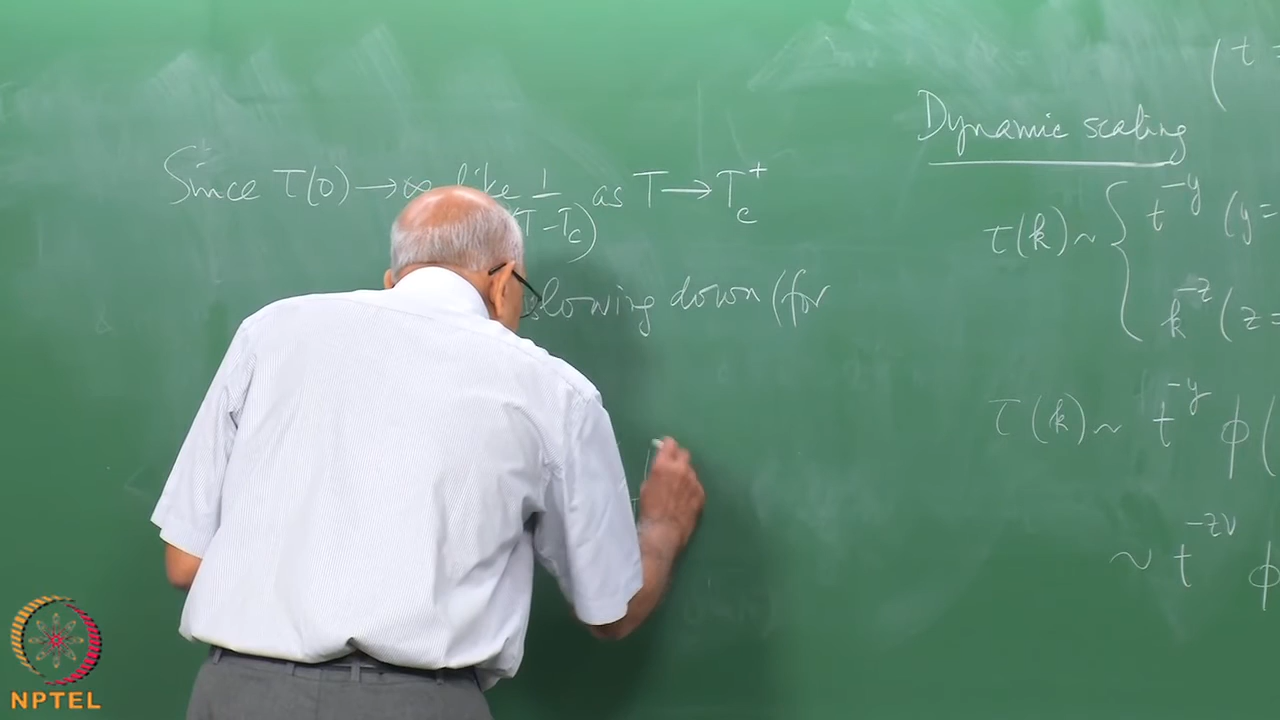 Since τ(0) → ∞ like 1/(T-Tc) as T → Tc⁺
slowing down (for
(t =
Dynamic scaling
τ(k) ~ { t^-y (y=
k^-z (z=
τ(k) ~ t^-y φ(
~ t^-zν φ
NPTEL